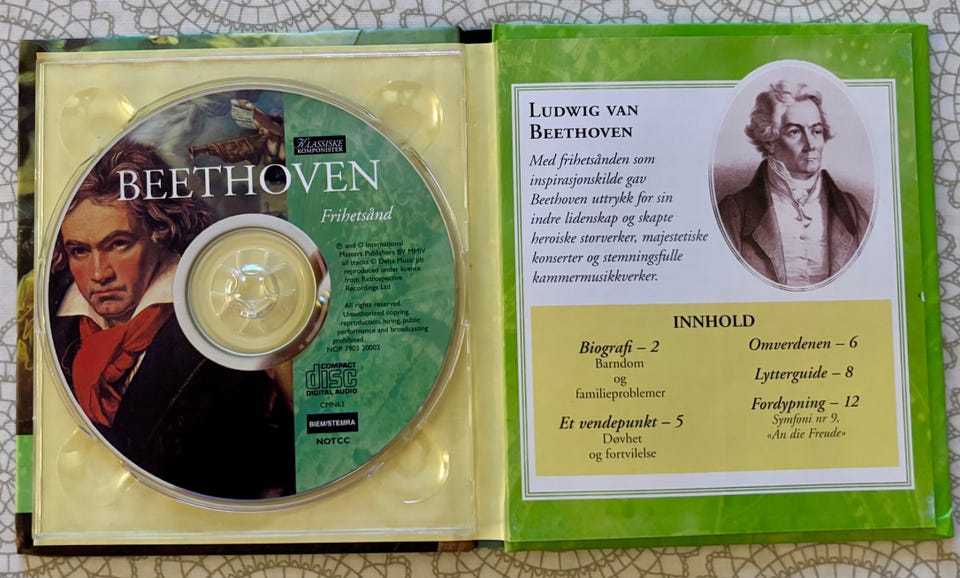 KLASSISKE
KOMPONISTER
BEETHOVEN
Frihetsånd
℗ and © International
Masters Publishers BV MMIV
all tracks © Delta Music plc
reproduced under licence
from Retrospective
Recordings Ltd
All rights reserved.
Unauthorized copying,
reproduction, hiring, public
performance and broadcasting
prohibited.
NOP 7903 20002
COMPACT
disc
DIGITAL AUDIO
CMN63
BIEM/STEMRA
NOTCC
LUDWIG VAN
BEETHOVEN
Med frihetsånden som
inspirasjonskilde gav
Beethoven uttrykk for sin
indre lidenskap og skapte
heroiske storverker, majestetiske
konserter og stemningsfulle
kammermusikkverker.
INNHOLD
Biografi – 2
Barndom
og
familieproblemer
Et vendepunkt – 5
Døvhet
og fortvilelse
Omverdenen – 6
Lytterguide – 8
Fordypning – 12
Symfoni nr 9,
«An die Freude»